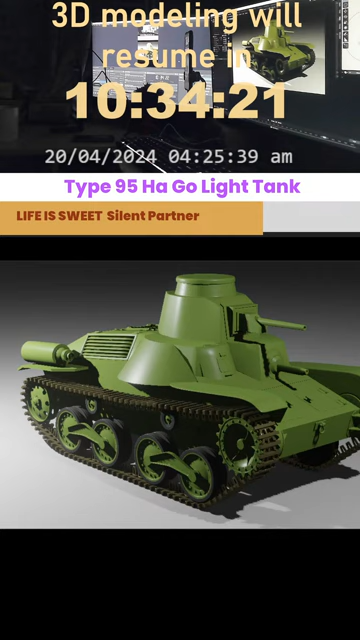 3D modeling will
resume in
10:34:21
20/04/2024 04:25:39 am
Type 95 Ha Go Light Tank
LIFE IS SWEET Silent Partner